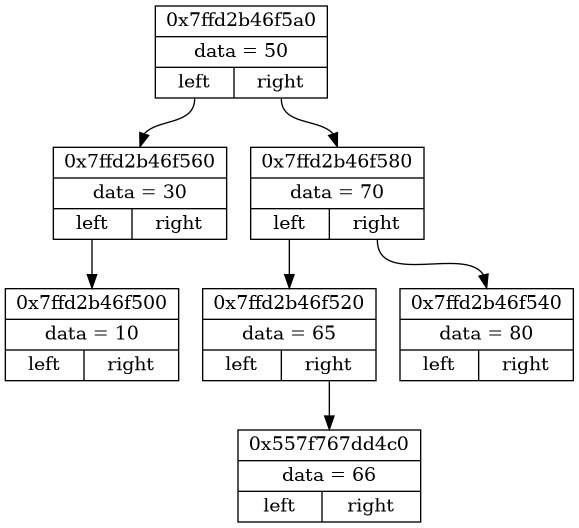 0x7ffd2b46f5a0
data = 50
left right
0x7ffd2b46f560
data = 30
left right
0x7ffd2b46f580
data = 70
left right
0x7ffd2b46f500
data = 10
left right
0x7ffd2b46f520
data = 65
left right
0x7ffd2b46f540
data = 80
left right
0x557f767dd4c0
data = 66
left right